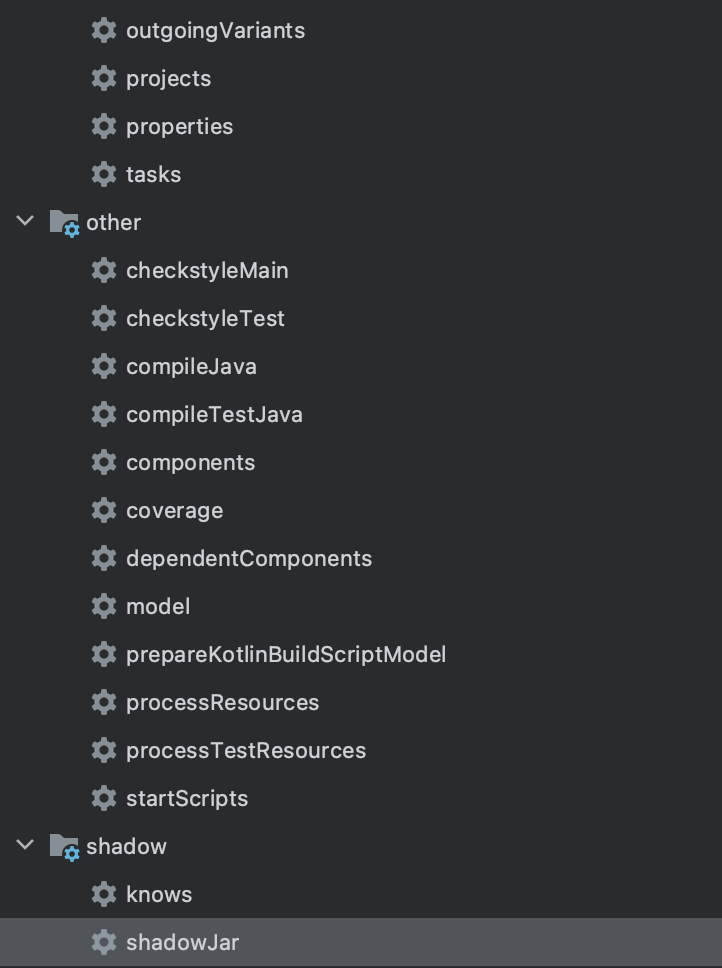 outgoingVariants
projects
properties
tasks
other
checkstyleMain
checkstyleTest
compileJava
compileTestJava
components
coverage
dependentComponents
model
prepareKotlinBuildScriptModel
processResources
processTestResources
startScripts
shadow
knows
shadowJar